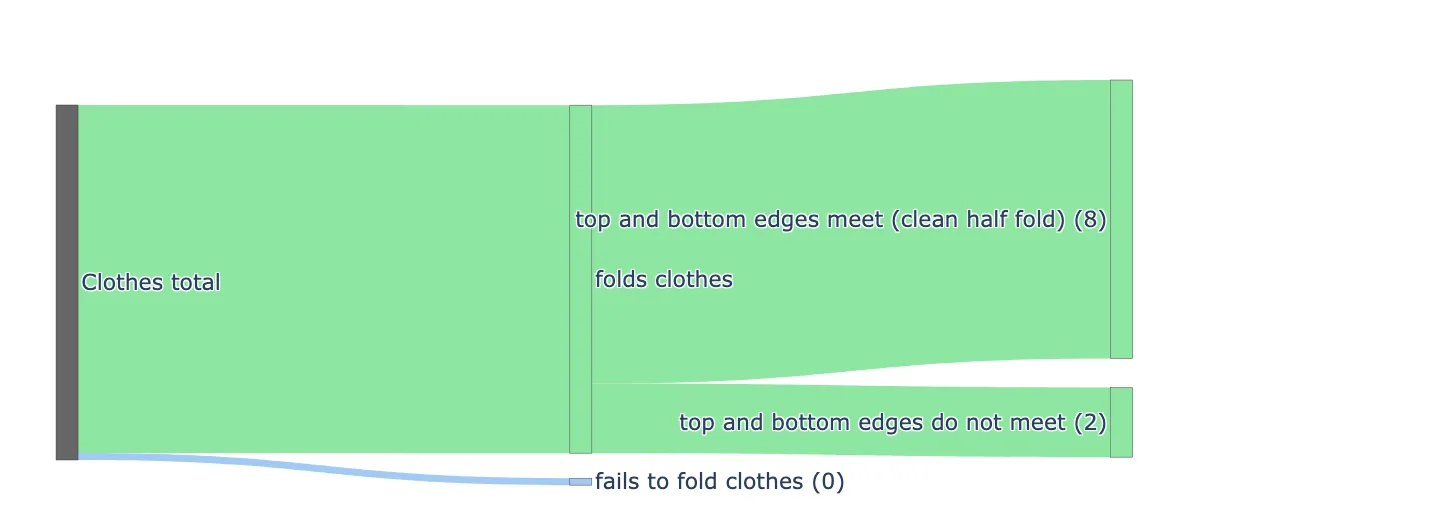 top and bottom edges meet (clean half fold) (8)
Clothes total
folds clothes
top and bottom edges do not meet (2)
fails to fold clothes (0)